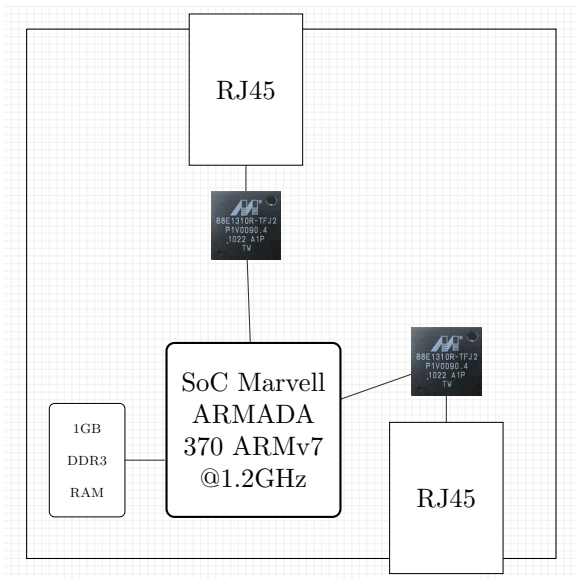 RJ45
88E1310R-TFJ2
P1V0090.4
1022 A1P
TW
88E1310R-TFJ2
P1V0090.4
1022 A1P
TW
SoC Marvell
ARMADA
370 ARMv7
@1.2GHz
1GB
DDR3
RAM
RJ45